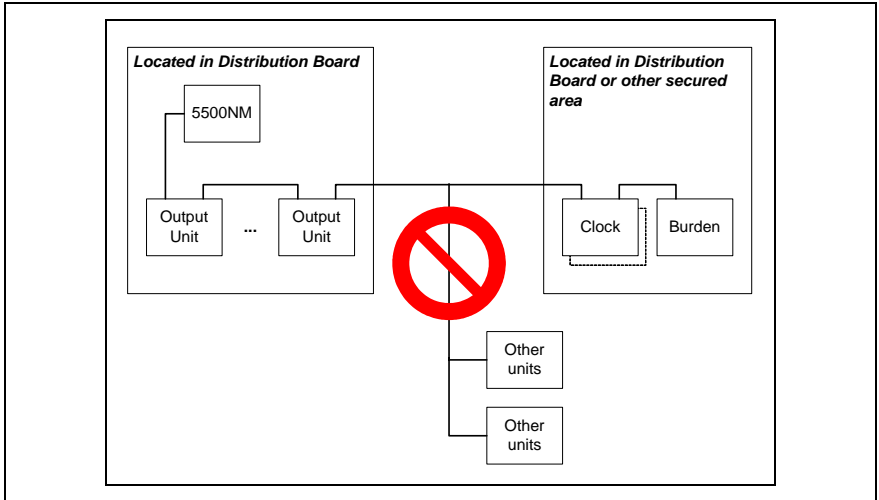 Located in Distribution Board
5500NM
Output
Unit
...
Output
Unit
Located in Distribution
Board or other secured
area
Clock
Burden
Other
units
Other
units